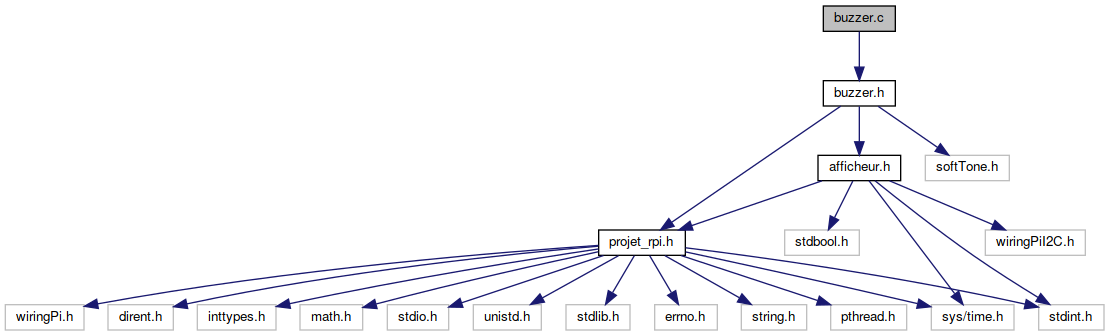 buzzer.c
buzzer.h
afficheur.h
softTone.h
projet_rpi.h
stdbool.h
wiringPiI2C.h
wiringPi.h
dirent.h
inttypes.h
math.h
stdio.h
unistd.h
stdlib.h
errno.h
string.h
pthread.h
sys/time.h
stdint.h